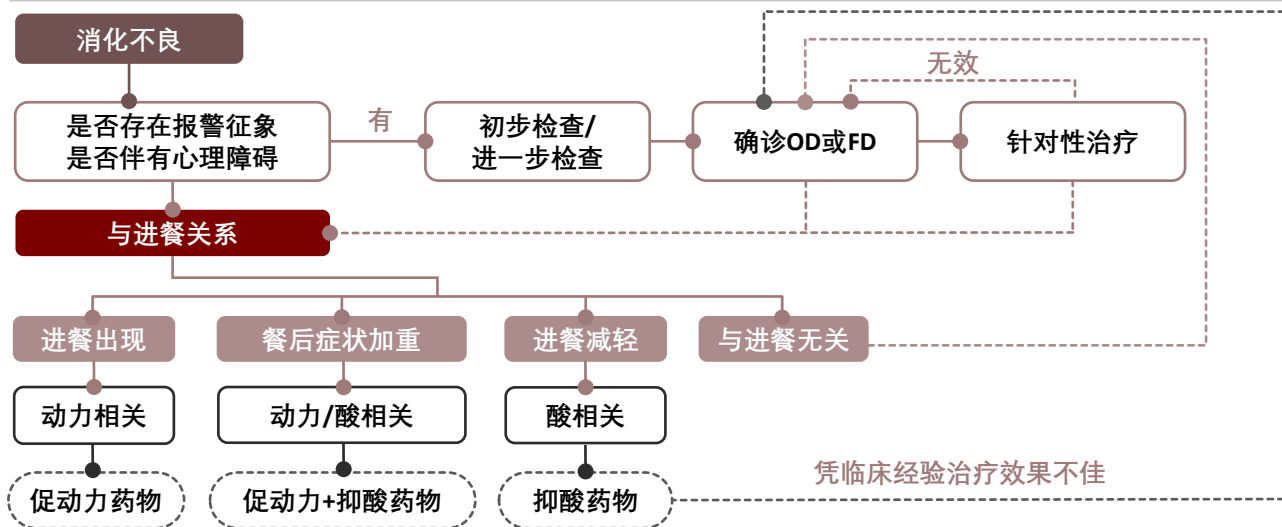 消化不良
无效
是否存在报警征象
是否伴有心理障碍
有
初步检查/
进一步检查
确诊OD或FD
针对性治疗
与进餐关系
进餐出现
餐后症状加重
进餐减轻
与进餐无关
动力相关
动力/酸相关
酸相关
凭临床经验治疗效果不佳
促动力药物
促动力+抑酸药物
抑酸药物